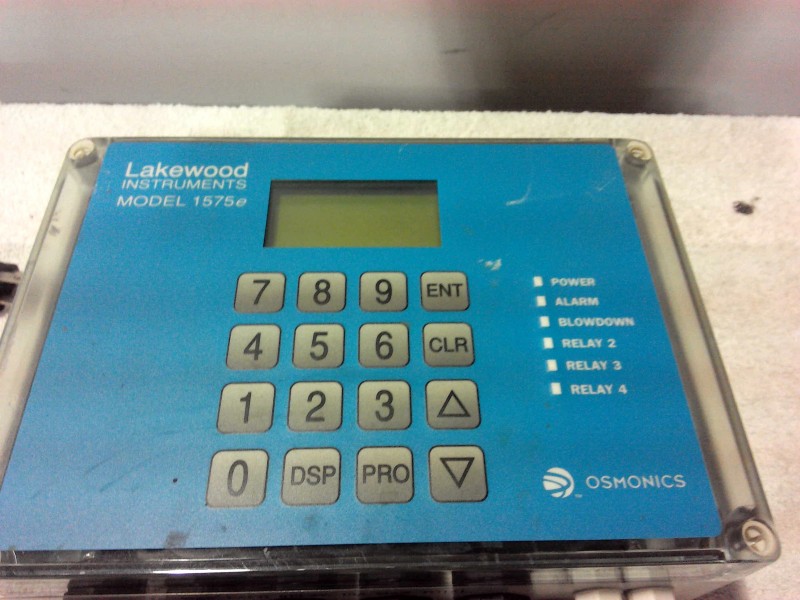 Lakewood
INSTRUMENTS
MODEL 1575e
7 8 9 ENT
4 5 6 CLR
1 2 3 △
0 DSP PRO ▽
POWER
ALARM
BLOWDOWN
RELAY 2
RELAY 3
RELAY 4
OSMONICS